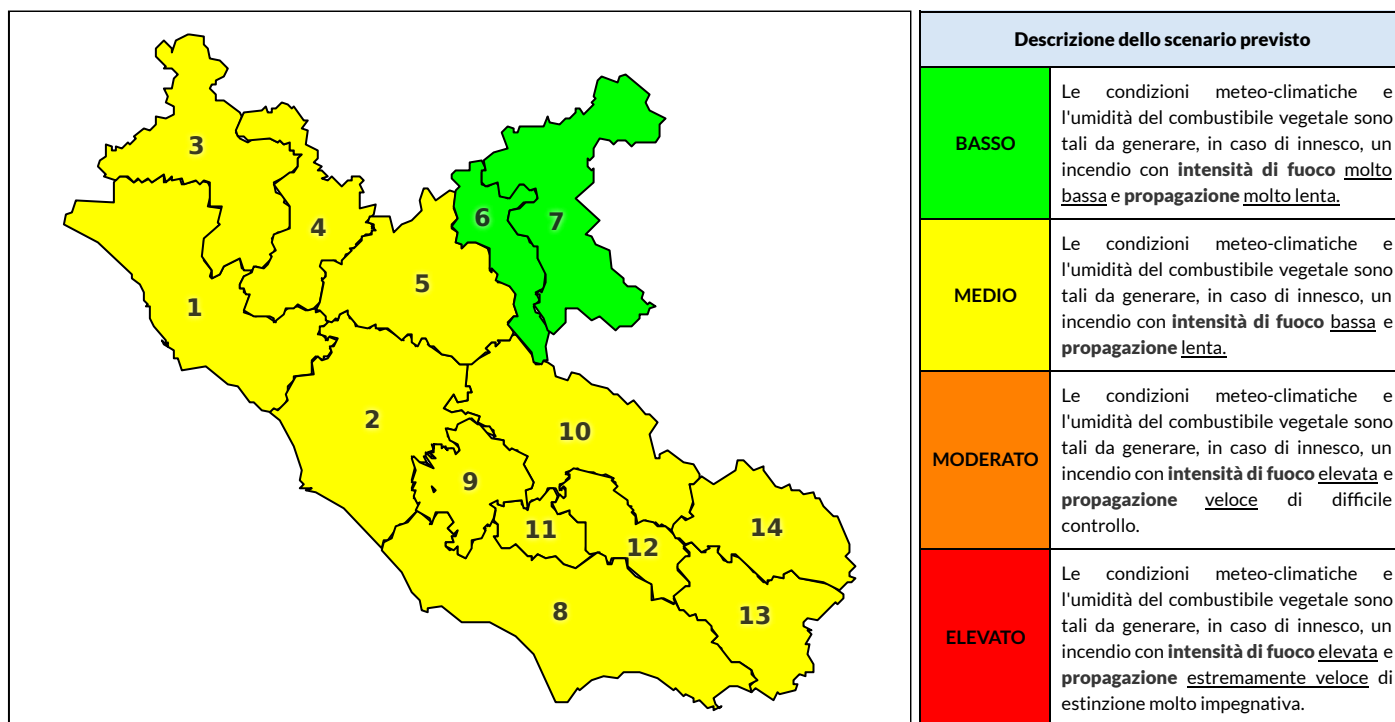 3
4
6
7
5
1
2
10
9
11
12
14
8
13
Descrizione dello scenario previsto
BASSO
Le condizioni meteo-climatiche e
l'umidità del combustibile vegetale sono
tali da generare, in caso di innesco, un
incendio con intensità di fuoco molto
bassa e propagazione molto lenta.
MEDIO
Le condizioni meteo-climatiche e
l'umidità del combustibile vegetale sono
tali da generare, in caso di innesco, un
incendio con intensità di fuoco bassa e
propagazione lenta.
MODERATO
Le condizioni meteo-climatiche e
l'umidità del combustibile vegetale sono
tali da generare, in caso di innesco, un
incendio con intensità di fuoco elevata e
propagazione veloce di difficile
controllo.
ELEVATO
Le condizioni meteo-climatiche e
l'umidità del combustibile vegetale sono
tali da generare, in caso di innesco, un
incendio con intensità di fuoco elevata e
propagazione estremamente veloce di
estinzione molto impegnativa.